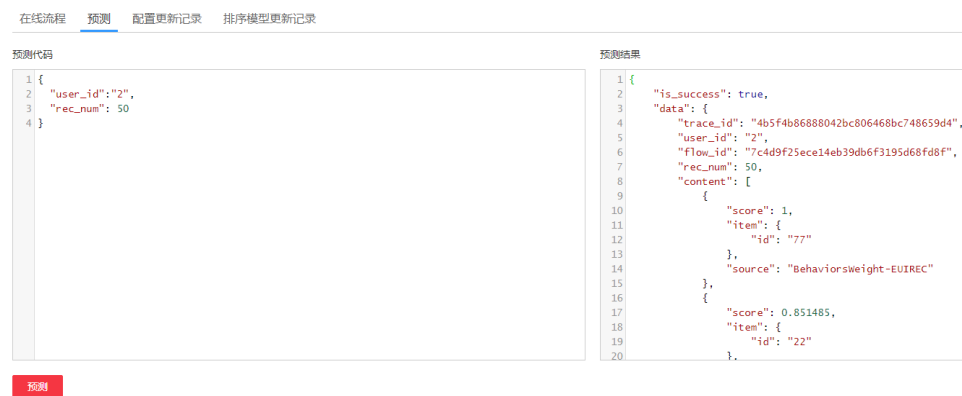 在线流程 预测 配置更新记录 排序模型更新记录
预测代码
1 {
2 "user_id":"2",
3 "rec_num": 50
4 }
预测结果
1 {
2 "is_success": true,
3 "data": {
4 "trace_id": "4b5f4b86888042bc806468bc748659d4",
5 "user_id": "2",
6 "flow_id": "7c4d9f25ece14eb39db6f3195d68fd8f",
7 "rec_num": 50,
8 "content": [
9 {
10 "score": 1,
11 "item": {
12 "id": "77"
13 },
14 "source": "BehaviorsWeight-EUIREC"
15 },
16 {
17 "score": 0.851485,
18 "item": {
19 "id": "22"
20 },
预测